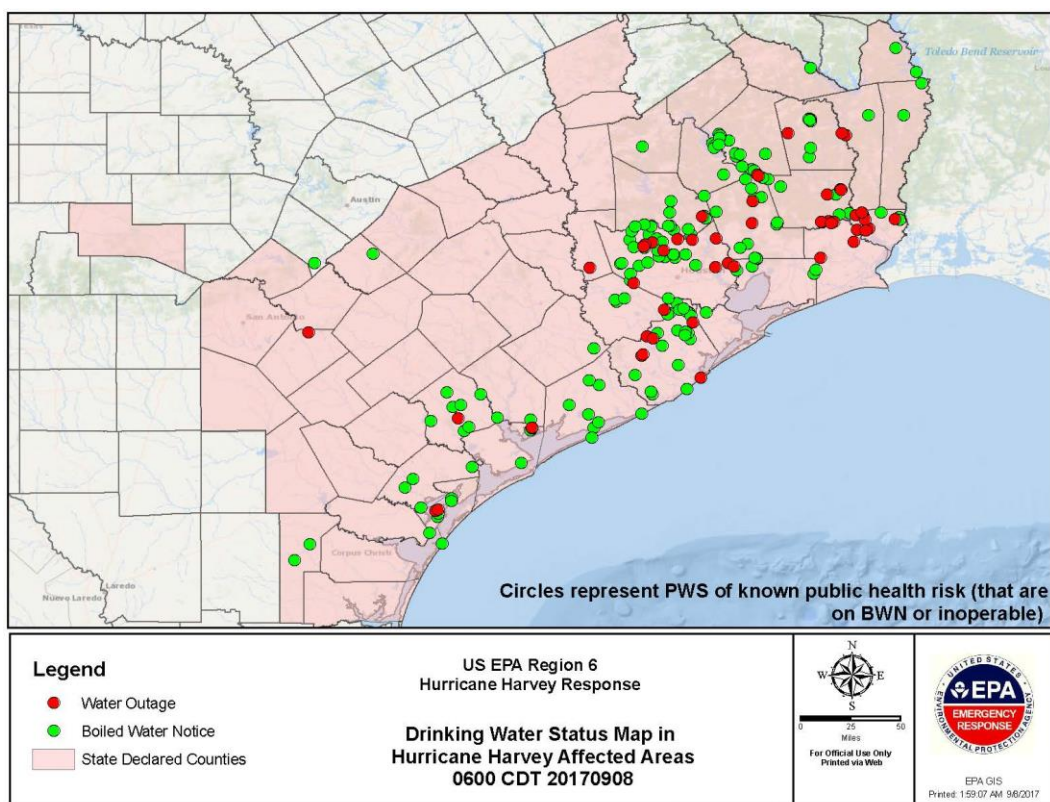 Toledo Bend Reservoir
Austin
San Antonio
Corpus Christi
Laredo
Nuevo Laredo
Circles represent PWS of known public health risk (that are
on BWN or inoperable)
Legend
Water Outage
Boiled Water Notice
State Declared Counties
US EPA Region 6
Hurricane Harvey Response
Drinking Water Status Map in
Hurricane Harvey Affected Areas
0600 CDT 20170908
N
W E
S
0 25 50
Miles
For Official Use Only
Printed via Web
UNITED STATES
EPA
EMERGENCY
RESPONSE
ENVIRONMENTAL PROTECTION AGENCY
EPA GIS
Printed: 1:59:07 AM 9/8/2017